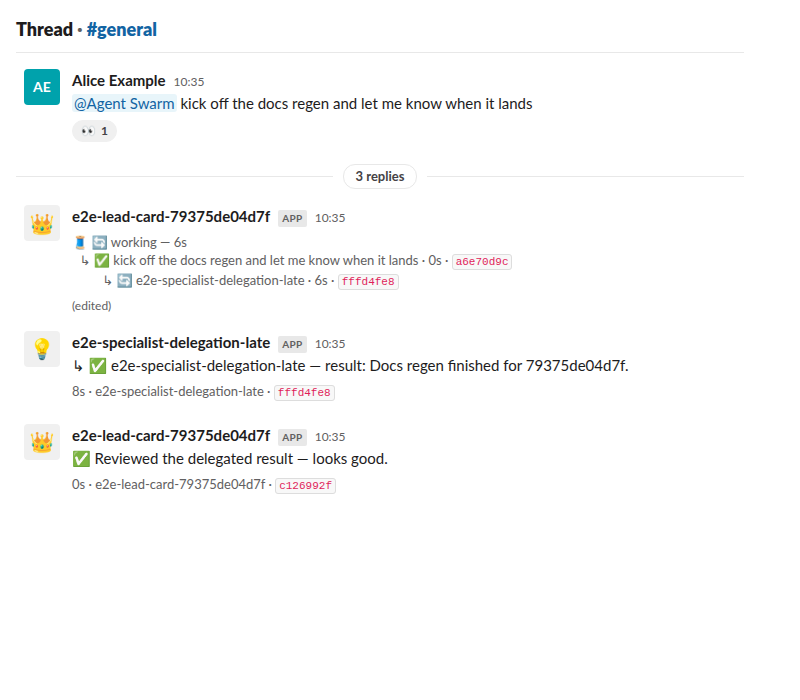 Thread • #general
AE
Alice Example 10:35
@Agent Swarm kick off the docs regen and let me know when it lands
👀 1
3 replies
e2e-lead-card-79375de04d7f APP 10:35
🧵 🔄 working — 6s
↳ ✅ kick off the docs regen and let me know when it lands · 0s · a6e70d9c
↳ 🔄 e2e-specialist-delegation-late · 6s · fffd4fe8
(edited)
e2e-specialist-delegation-late APP 10:35
↳ ✅ e2e-specialist-delegation-late — result: Docs regen finished for 79375de04d7f.
8s · e2e-specialist-delegation-late · fffd4fe8
e2e-lead-card-79375de04d7f APP 10:35
✅ Reviewed the delegated result — looks good.
0s · e2e-lead-card-79375de04d7f · c126992f